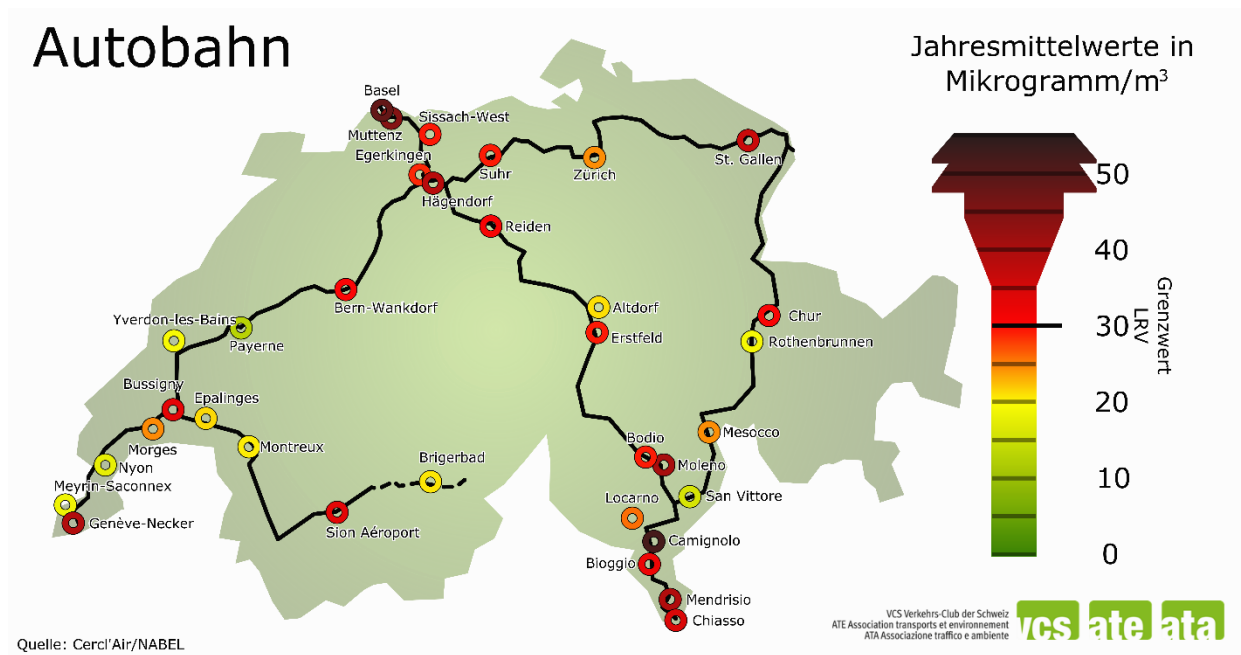 Autobahn
Jahresmittelwerte in
Mikrogramm/m³
Basel
Sissach-West
Muttenz
Egerkingen
St. Gallen
Suhr
Zürich
Hägendorf
Reiden
50
40
30
20
10
0
Grenzwert
LRV
Bern-Wankdorf
Altdorf
Chur
Yverdon-les-Bains
Erstfeld
Rothenbrunnen
Payerne
Bussigny
Epalinges
Mesocco
Morges
Montreux
Bodio
Nyon
Brigerbad
Moleno
Meyrin-Saconnex
Locarno
San Vittore
Genève-Necker
Sion Aéroport
Camignolo
Bioggio
Mendrisio
Chiasso
VCS Verkehrs-Club der Schweiz
ATE Association transports et environnement
ATA Associazione traffico e ambiente
vcs ate ata
Quelle: Cercl'Air/NABEL